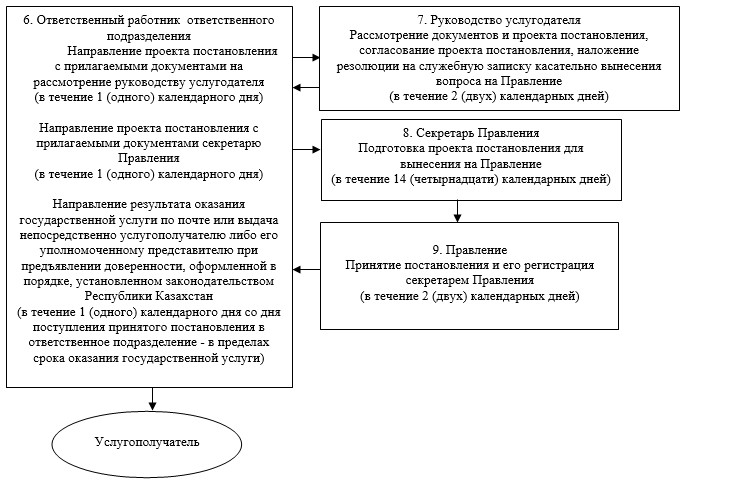 6. Ответственный работник ответственного
подразделения
Направление проекта постановления
с прилагаемыми документами на
рассмотрение руководству услугодателя
(в течение 1 (одного) календарного дня)
Направление проекта постановления с
прилагаемыми документами секретарю
Правления
(в течение 1 (одного) календарного дня)
Направление результата оказания
государственной услуги по почте или выдача
непосредственно услугополучателю либо его
уполномоченному представителю при
предъявлении доверенности, оформленной в
порядке, установленном законодательством
Республики Казахстан
(в течение 1 (одного) календарного дня со дня
поступления принятого постановления в
ответственное подразделение - в пределах
срока оказания государственной услуги)
7. Руководство услугодателя
Рассмотрение документов и проекта постановления,
согласование проекта постановления, наложение
резолюции на служебную записку касательно вынесения
вопроса на Правление
(в течение 2 (двух) календарных дней)
8. Секретарь Правления
Подготовка проекта постановления для
вынесения на Правление
(в течение 14 (четырнадцати) календарных дней)
9. Правление
Принятие постановления и его регистрация
секретарем Правления
(в течение 2 (двух) календарных дней)
Услугополучатель